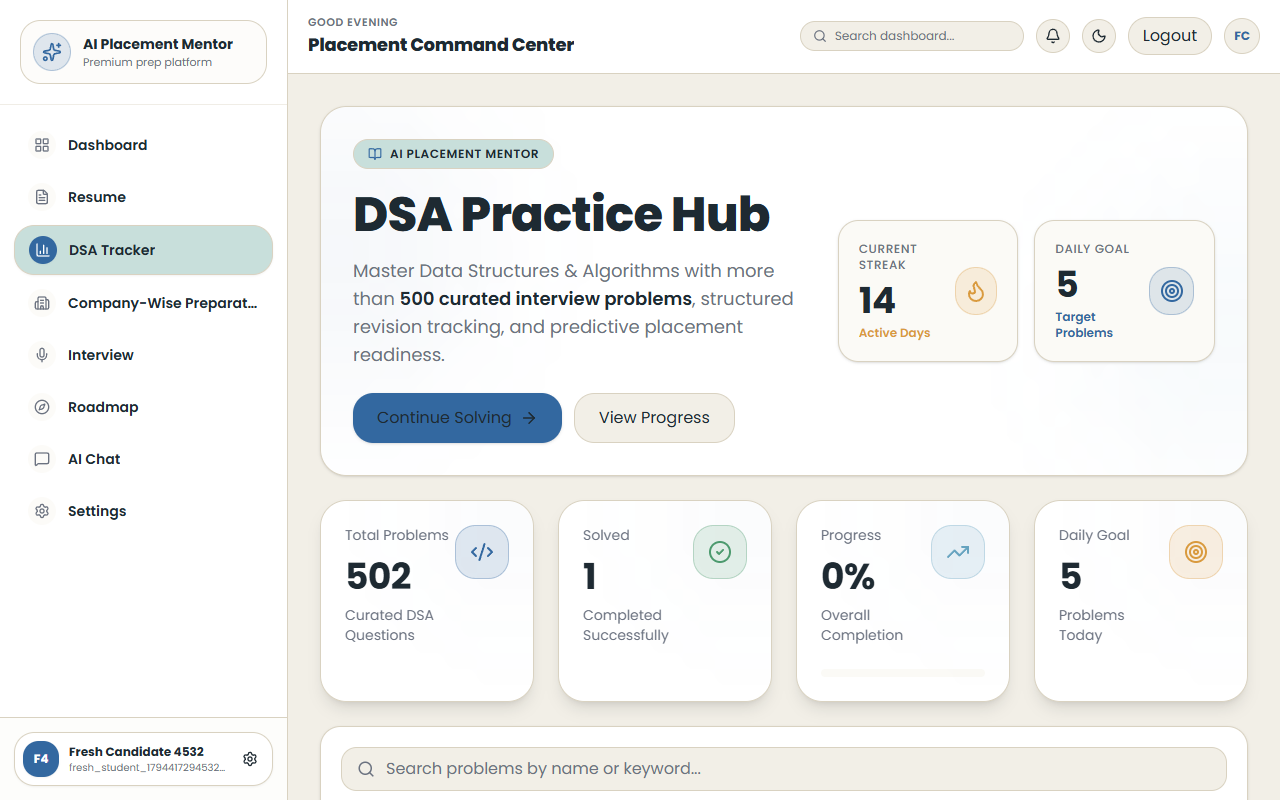 AI Placement Mentor
Premium prep platform
Dashboard
Resume
DSA Tracker
Company-Wise Preparat...
Interview
Roadmap
AI Chat
Settings
F4
Fresh Candidate 4532
fresh_student_1794417294532...
GOOD EVENING
Placement Command Center
Search dashboard...
Logout
FC
AI PLACEMENT MENTOR
DSA Practice Hub
Master Data Structures & Algorithms with more
than 500 curated interview problems, structured
revision tracking, and predictive placement
readiness.
Continue Solving
View Progress
CURRENT
STREAK
14
Active Days
DAILY GOAL
5
Target
Problems
Total Problems
502
Curated DSA
Questions
Solved
1
Completed
Successfully
Progress
0%
Overall
Completion
Daily Goal
5
Problems
Today
Search problems by name or keyword...